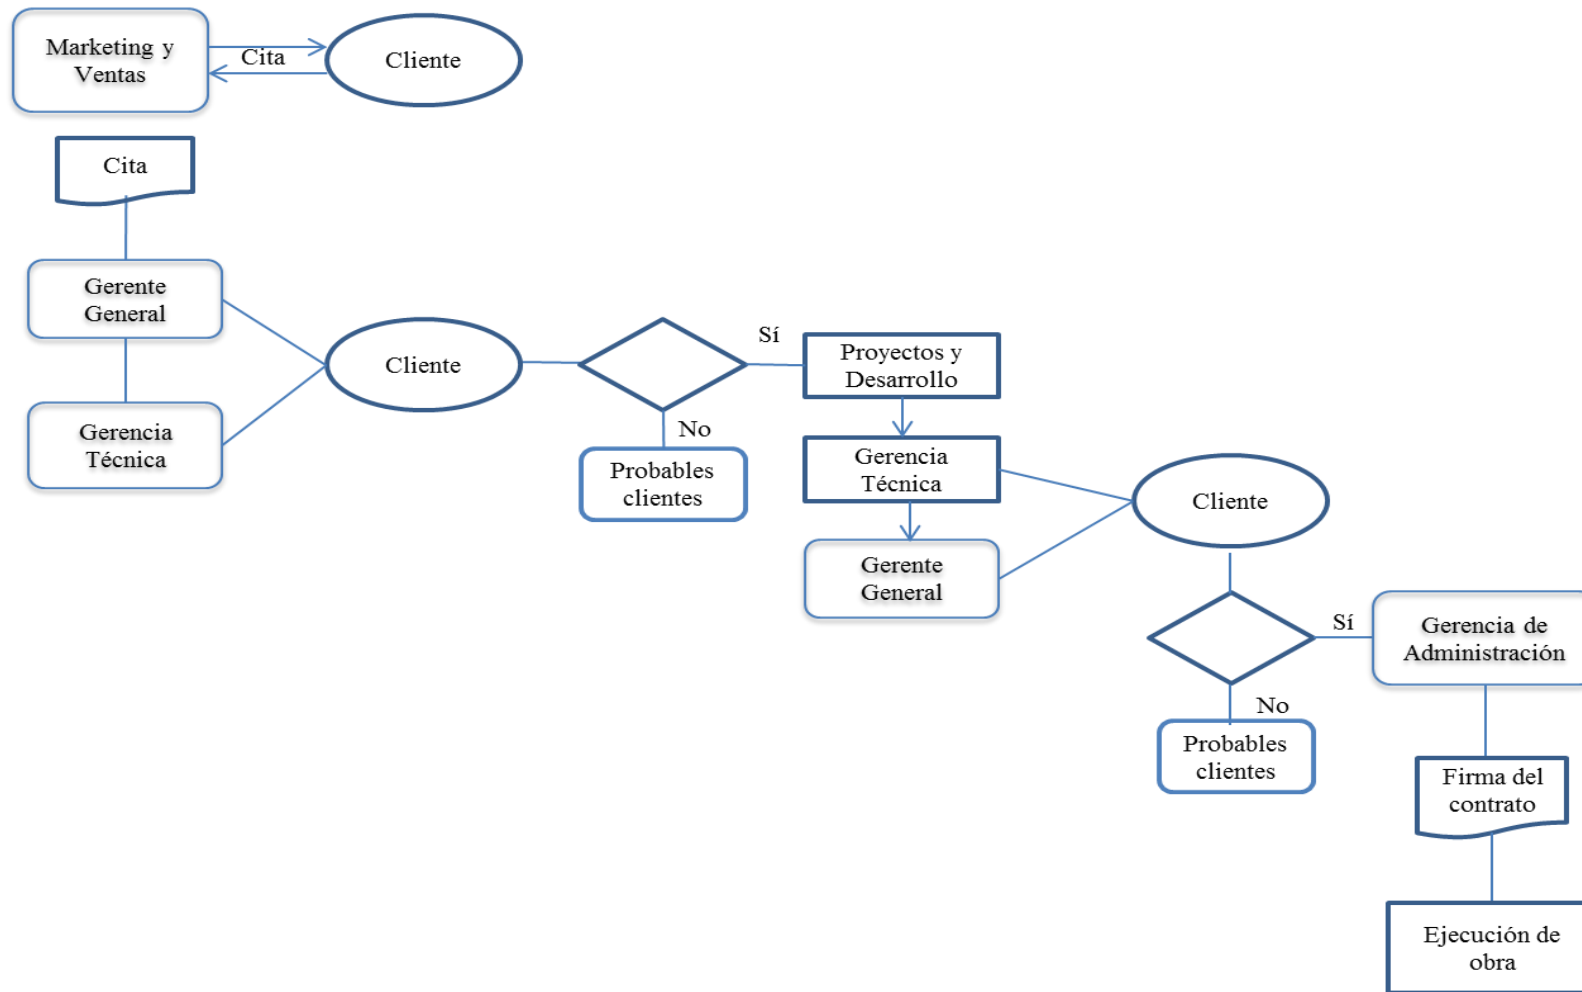 Marketing y
Ventas
Cita
Cliente
Cita
Gerente
General
Gerencia
Técnica
Cliente
Sí
No
Probables
clientes
Proyectos y
Desarrollo
Gerencia
Técnica
Gerente
General
Cliente
Sí
No
Probables
clientes
Gerencia de
Administración
Firma del
contrato
Ejecución de
obra